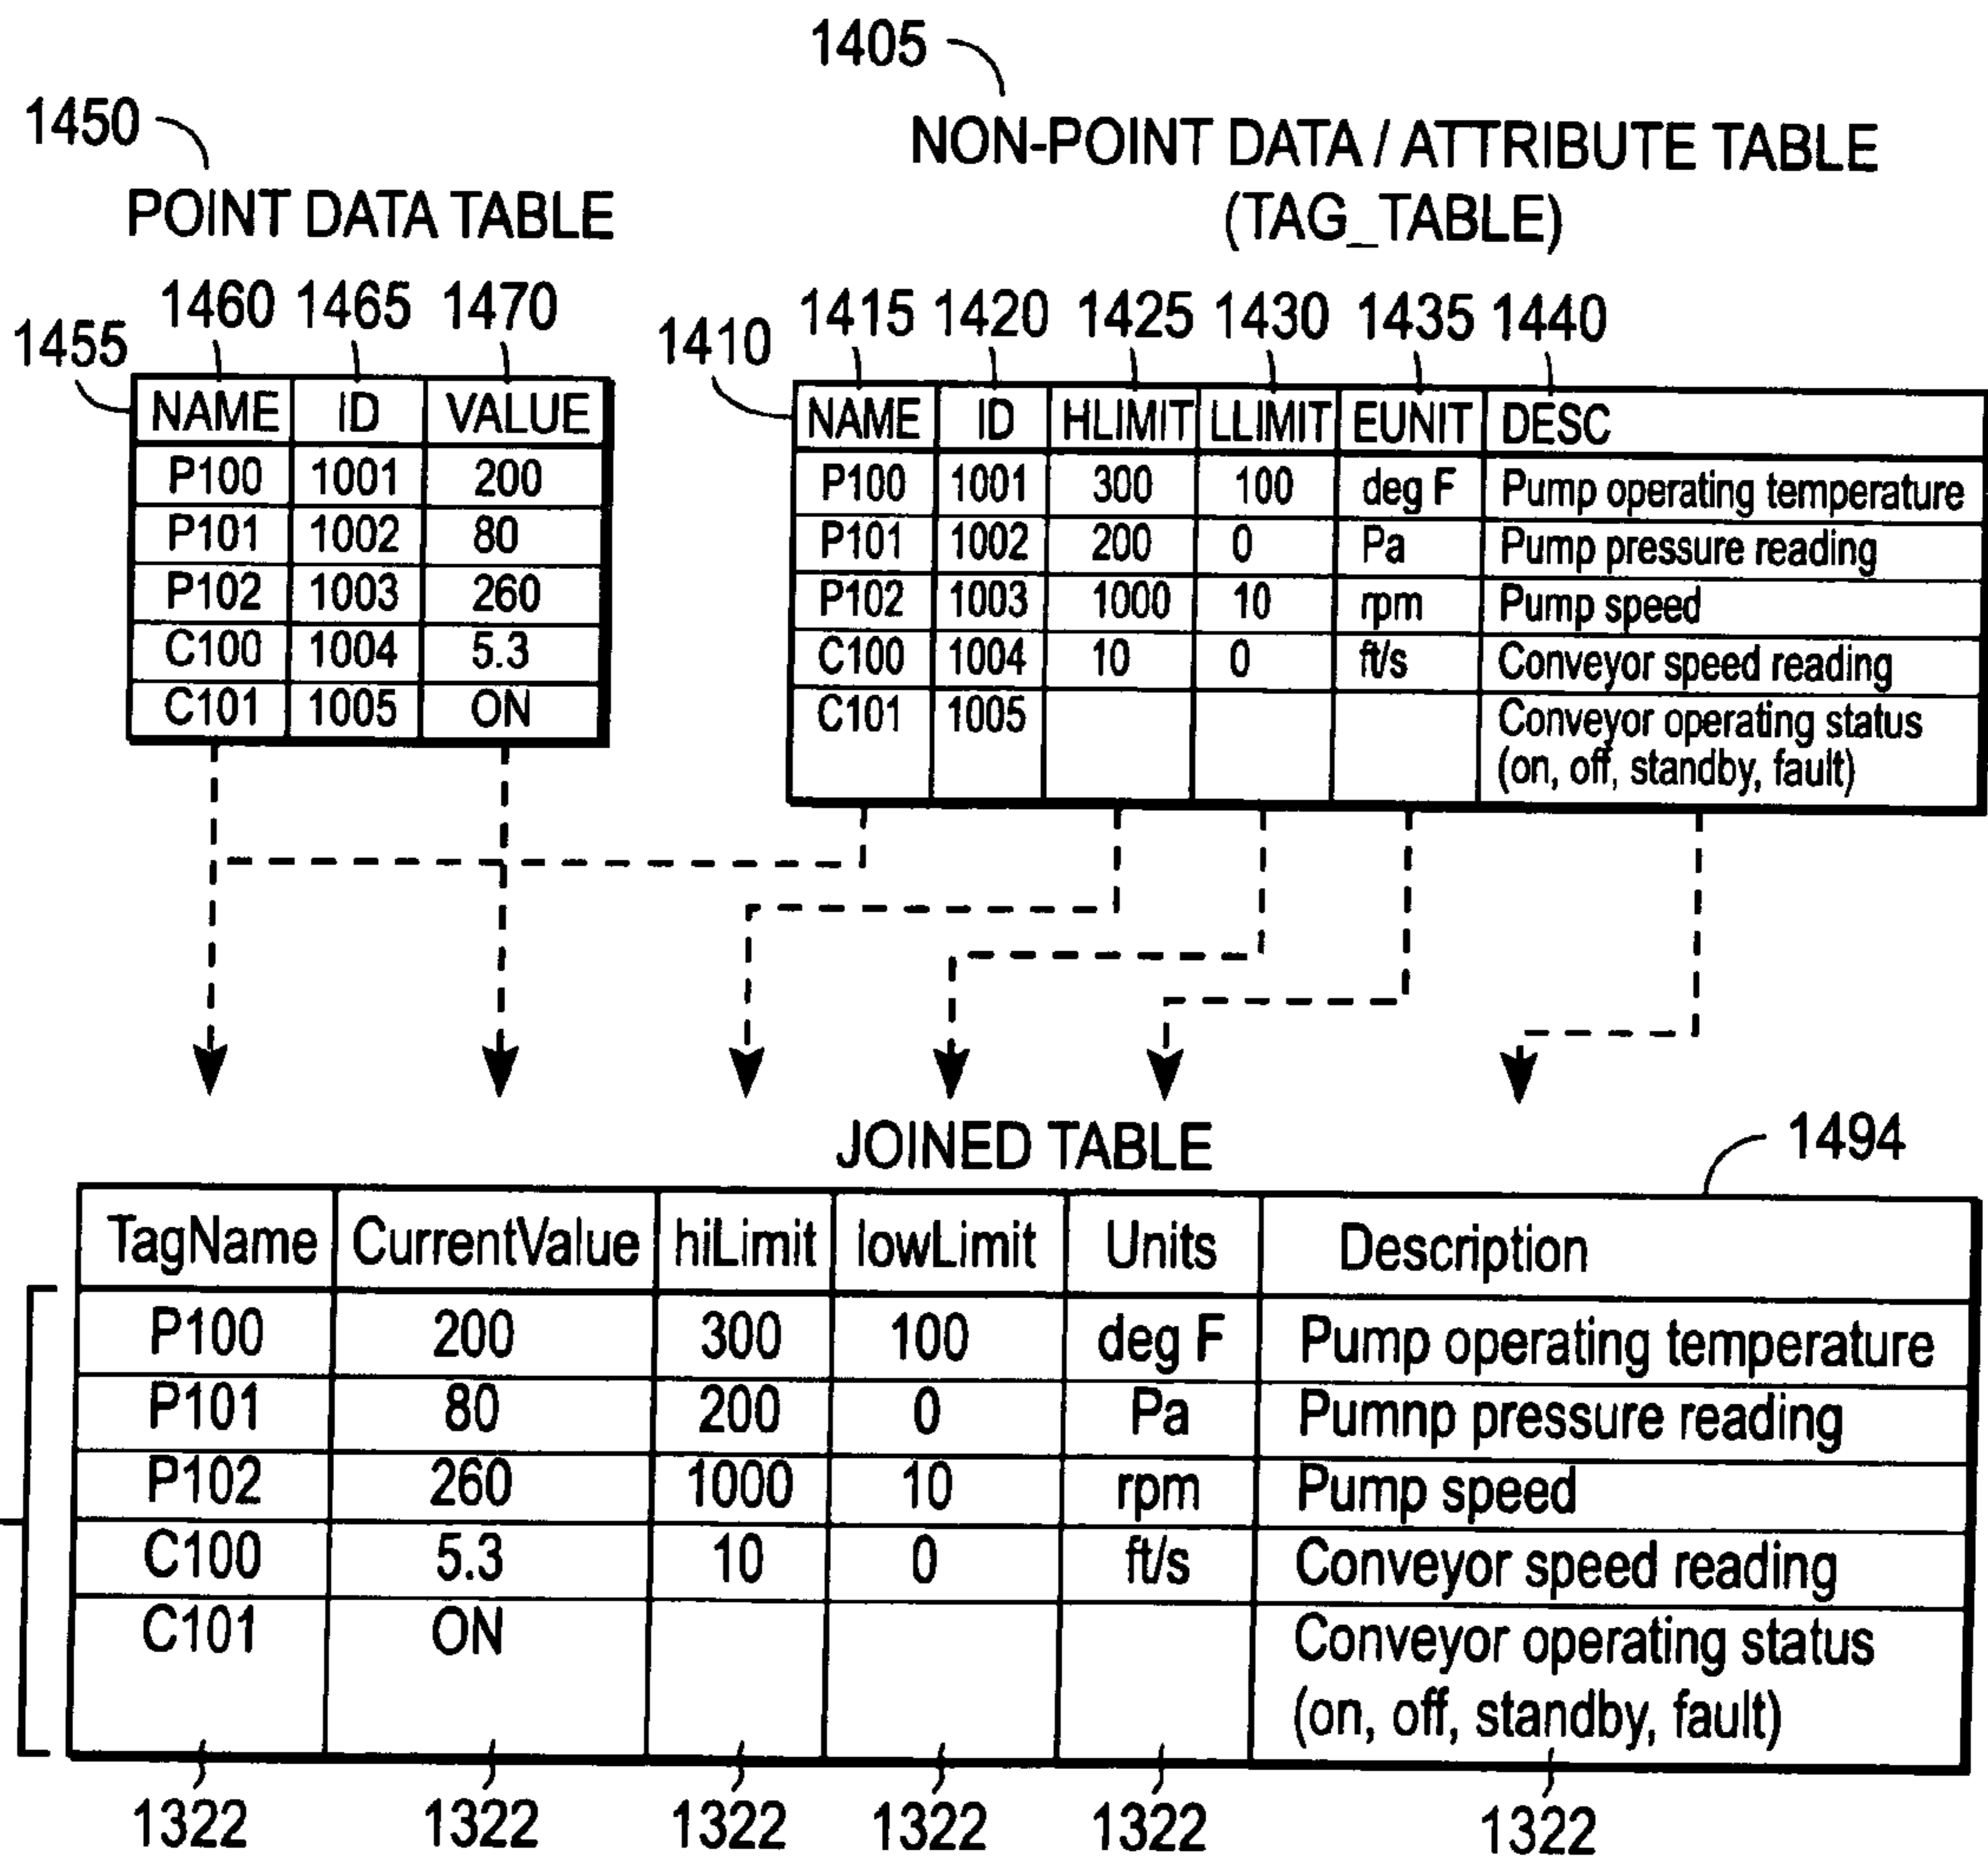 1405
1450
NON-POINT DATA / ATTRIBUTE TABLE
(TAG_TABLE)
POINT DATA TABLE
1460 1465 1470
1455
NAME ID VALUE
P100 1001 200
P101 1002 80
P102 1003 260
C100 1004 5.3
C101 1005 ON
1415 1420 1425 1430 1435 1440
1410
NAME ID HLIMIT LLIMIT EUNIT DESC
P100 1001 300 100 deg F Pump operating temperature
P101 1002 200 0 Pa Pump pressure reading
P102 1003 1000 10 rpm Pump speed
C100 1004 10 0 ft/s Conveyor speed reading
C101 1005 Conveyor operating status
(on, off, standby, fault)
JOINED TABLE
1494
TagName CurrentValue hiLimit lowLimit Units Description
P100 200 300 100 deg F Pump operating temperature
P101 80 200 0 Pa Pumnp pressure reading
P102 260 1000 10 rpm Pump speed
C100 5.3 10 0 ft/s Conveyor speed reading
C101 ON Conveyor operating status
(on, off, standby, fault)
1322 1322 1322 1322 1322 1322